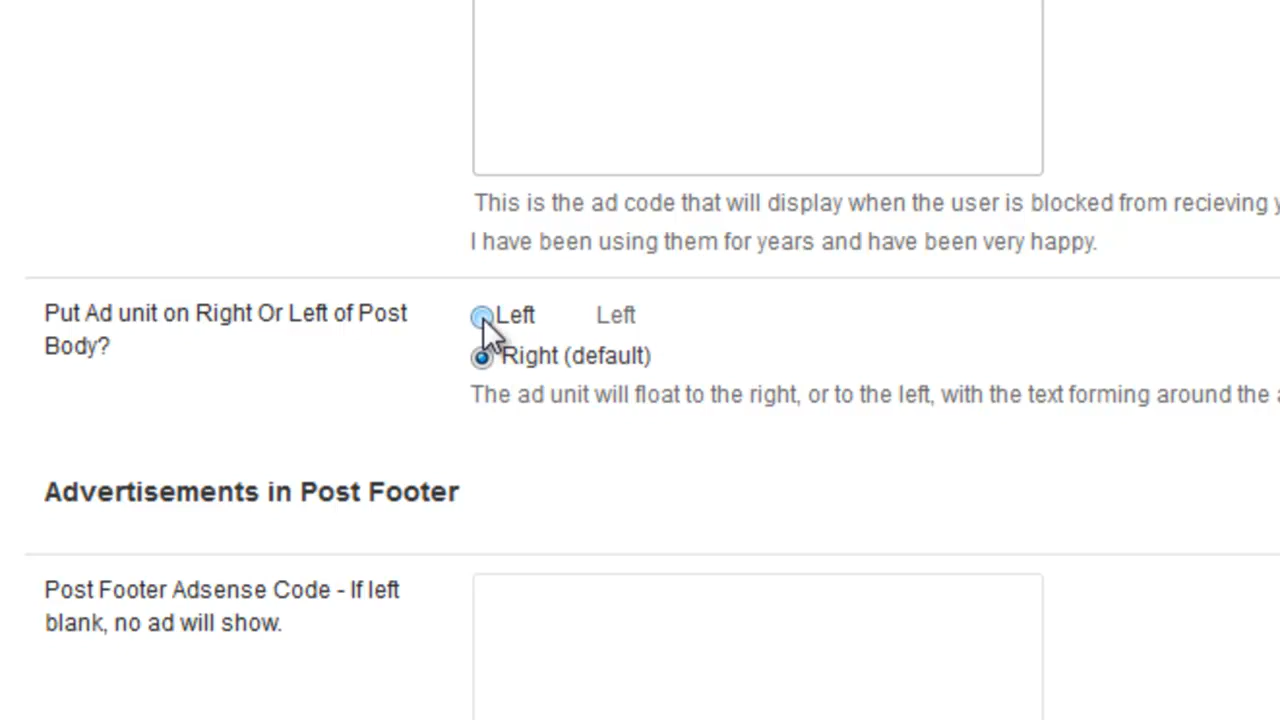 This is the ad code that will display when the user is blocked from recieving
I have been using them for years and have been very happy.
Put Ad unit on Right Or Left of Post
Body?
Left Left
Right (default)
The ad unit will float to the right, or to the left, with the text forming around the
Advertisements in Post Footer
Post Footer Adsense Code - If left
blank, no ad will show.